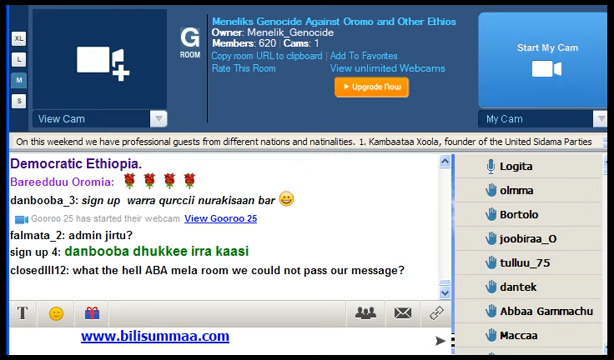 XL
L
M
S
View Cam
G
ROOM
Meneliks Genocide Against Oromo and Other Ethios
Owner: Menelik_Genocide
Members: 620 | Cams: 1
Copy room URL to clipboard | Add To Favorites
Rate This Room View unlimited Webcams
Upgrade Now
Start My Cam
My Cam
On this weekend we have professional guests from different nations and natinalities. 1. Kambaataa Xoola, founder of the United Sidama Parties
Democratic Ethiopia.
Bareedduu Oromia:
danbooba_3: sign up warra qurccii nurakisaan bar
Gooroo 25 has started their webcam View Gooroo 25
falmata_2: admin jirtu?
sign up 4: danbooba dhukkee irra kaasi
closedlll12: what the hell ABA mela room we could not pass our message?
T
www.bilisummaa.com
Logita
olmma
Bortolo
joobiraa_O
tulluu_75
dantek
Abbaa Gammachu
Maccaa